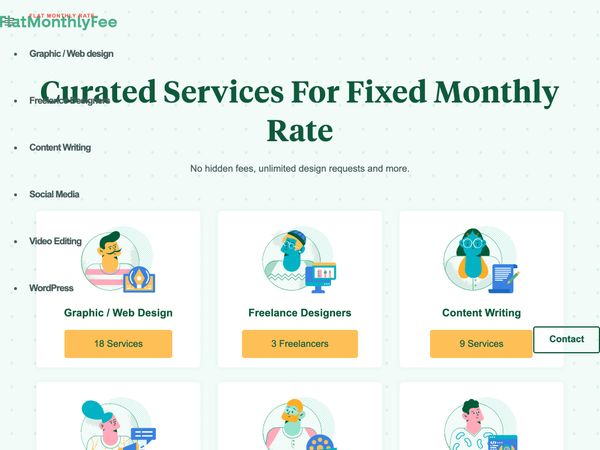 FLAT MONTHLY RATE
FlatMonthlyFee
Graphic / Web design
Freelance Designers
Content Writing
Social Media
Video Editing
WordPress
Curated Services For Fixed Monthly
Rate
No hidden fees, unlimited design requests and more.
Graphic / Web Design
18 Services
Freelance Designers
3 Freelancers
Content Writing
9 Services
Contact